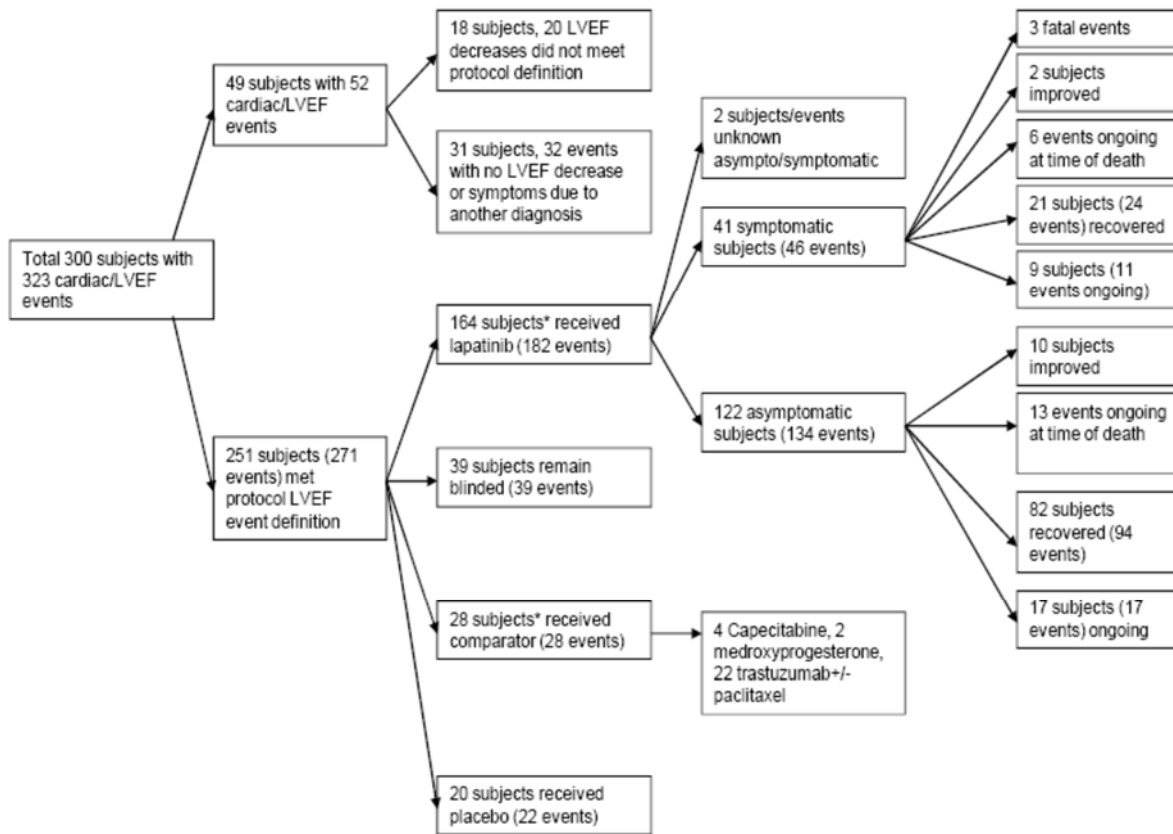 Total 300 subjects with
323 cardiac/LVEF
events
49 subjects with 52
cardiac/LVEF
events
251 subjects (271
events) met
protocol LVEF
event definition
18 subjects, 20 LVEF
decreases did not meet
protocol definition
31 subjects, 32 events
with no LVEF decrease
or symptoms due to
another diagnosis
164 subjects* received
lapatinib (182 events)
39 subjects remain
blinded (39 events)
28 subjects* received
comparator (28 events)
20 subjects received
placebo (22 events)
2 subjects/events
unknown
asympto/symptomatic
41 symptomatic
subjects (46 events)
122 asymptomatic
subjects (134 events)
4 Capecitabine, 2
medroxyprogesterone,
22 trastuzumab+/-
paclitaxel
3 fatal events
2 subjects
improved
6 events ongoing
at time of death
21 subjects (24
events) recovered
9 subjects (11
events ongoing)
10 subjects
improved
13 events ongoing
at time of death
82 subjects
recovered (94
events)
17 subjects (17
events) ongoing